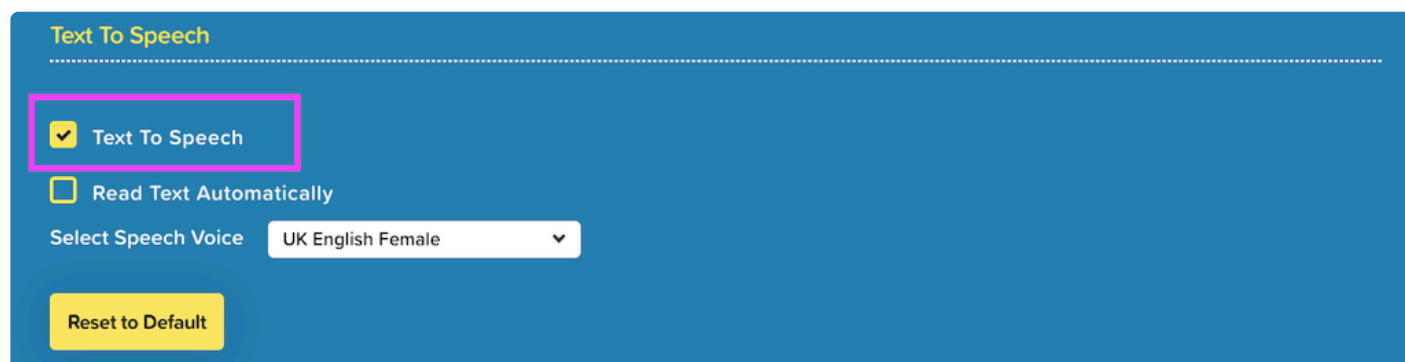 Text To Speech
Text To Speech
Read Text Automatically
Select Speech Voice UK English Female
Reset to Default